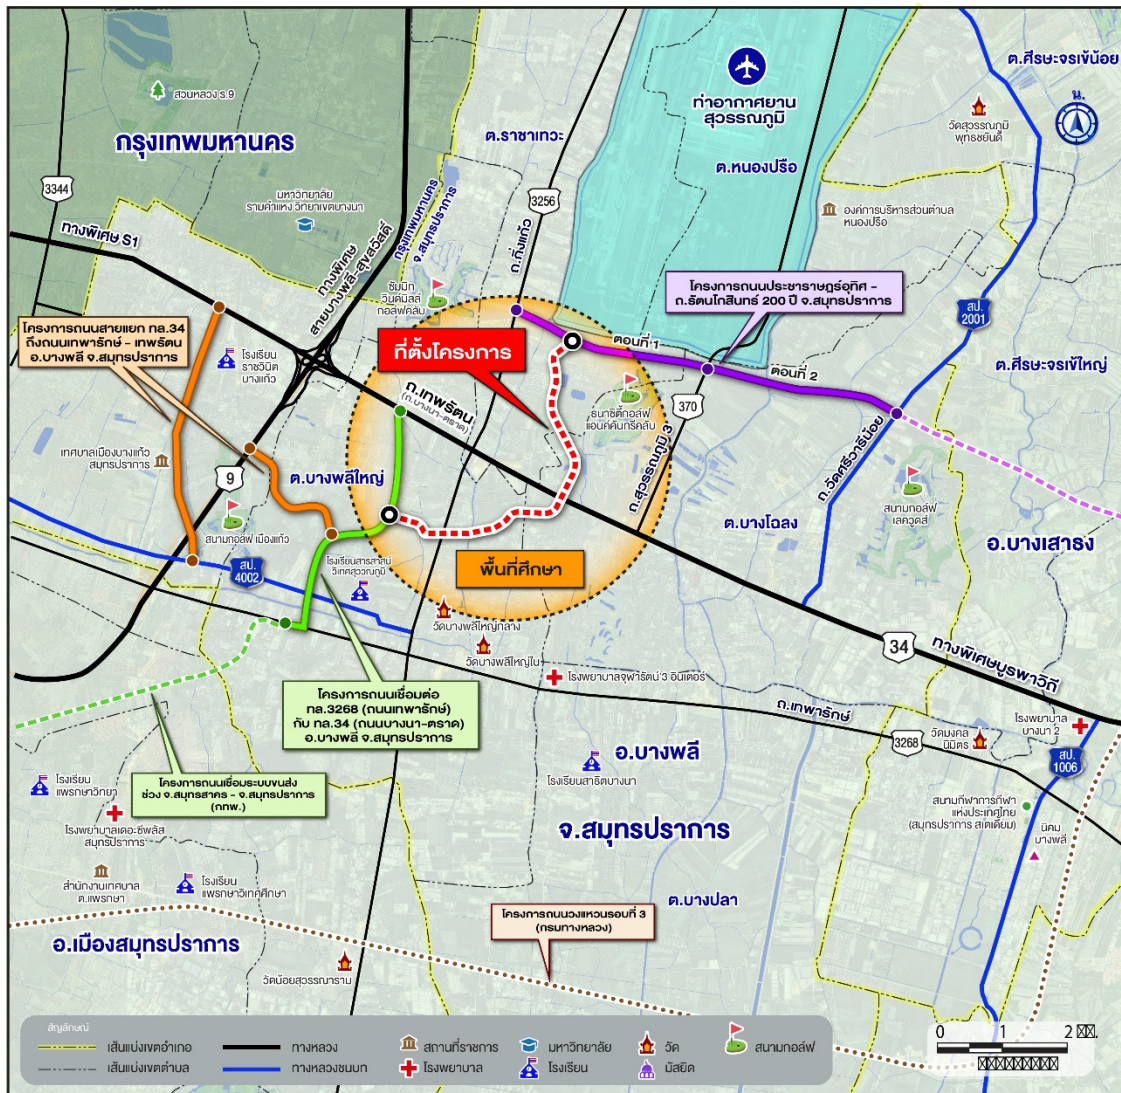 สวนหลวง ร.9
กรุงเทพมหานคร
ท่าอากาศยาน
สุวรรณภูมิ
ต.ศีรษะจรเข้น้อย
น.
วัดสุวรรณภูมิ
พุทธชยันตี
ต.ราชาเทวะ
ต.หนองปรือ
3344
มหาวิทยาลัย
รามคำแหง วิทยาเขตบางนา
3256
องค์การบริหารส่วนตำบล
หนองปรือ
ทางพิเศษ S1
ทางพิเศษ
สายบางพลี-สุขสวัสดิ์
กรุงเทพมหานคร
จ.สมุทรปราการ
ถ.กิ่งแก้ว
ซัมมิท
วินด์มิลล์
กอล์ฟคลับ
โครงการถนนประชาราษฎร์อุทิศ -
ถ.รัตนโกสินทร์ 200 ปี จ.สมุทรปราการ
สป.
2001
โครงการถนนสายแยก ทล.34
ถึงถนนเทพารักษ์ - เทพรัตน
อ.บางพลี จ.สมุทรปราการ
โรงเรียน
ราชวินิต
บางแก้ว
ที่ตั้งโครงการ
ตอนที่ 1
ตอนที่ 2
ต.ศีรษะจรเข้ใหญ่
ถ.เทพรัตน
(ถ.บางนา-ตราด)
ธนาซิตี้กอล์ฟ
แอนด์คันทรีคลับ
370
ถ.สุวรรณภูมิ 3
ถ.วัดศรีวารีน้อย
เทศบาลเมืองบางแก้ว
สมุทรปราการ
9
ต.บางพลีใหญ่
สนามกอล์ฟ เมืองแก้ว
ต.บางโฉลง
สนามกอล์ฟ
เลควูดส์
อ.บางเสาธง
สป.
4002
โรงเรียนสารสาสน์
วิเทศสุวรรณภูมิ
พื้นที่ศึกษา
วัดบางพลีใหญ่กลาง
วัดบางพลีใหญ่ใน
34
ทางพิเศษบูรพาวิถี
โรงพยาบาลจุฬารัตน์ 3 อินเตอร์
โครงการถนนเชื่อมต่อ
ทล.3268 (ถนนเทพารักษ์)
กับ ทล.34 (ถนนบางนา-ตราด)
อ.บางพลี จ.สมุทรปราการ
ถ.เทพารักษ์
3268
วัดมงคล
นิมิตร
โรงพยาบาล
บางนา 2
สป.
1006
อ.บางพลี
โรงเรียนสาธิตบางนา
โครงการถนนเชื่อมระบบขนส่ง
ช่วง จ.สมุทรสาคร - จ.สมุทรปราการ
(กทพ.)
โรงเรียน
แพรกษาวิทยา
โรงพยาบาลเดอะซีพลัส
สมุทรปราการ
จ.สมุทรปราการ
สนามกีฬาการกีฬา
แห่งประเทศไทย
(สมุทรปราการ สเตเดี้ยม)
นิคม
บางพลี
สำนักงานเทศบาล
ต.แพรกษา
โรงเรียน
แพรกษาวิเทศศึกษา
ต.บางปลา
โครงการถนนวงแหวนรอบที่ 3
(กรมทางหลวง)
อ.เมืองสมุทรปราการ
วัดน้อยสุวรรณาราม
สัญลักษณ์
เส้นแบ่งเขตอำเภอ
ทางหลวง
สถานที่ราชการ
มหาวิทยาลัย
วัด
สนามกอล์ฟ
เส้นแบ่งเขตตำบล
ทางหลวงชนบท
โรงพยาบาล
โรงเรียน
มัสยิด
0 1 2